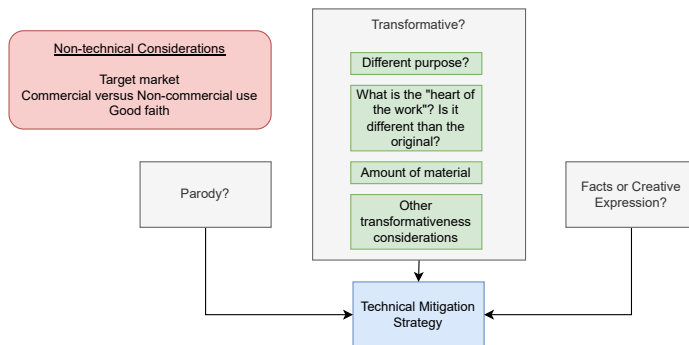 Non-technical Considerations
Target market
Commercial versus Non-commercial use
Good faith
Transformative?
Different purpose?
What is the "heart of
the work"? Is it
different than the
original?
Amount of material
Other
transformativeness
considerations
Parody?
Facts or Creative
Expression?
Technical Mitigation
Strategy